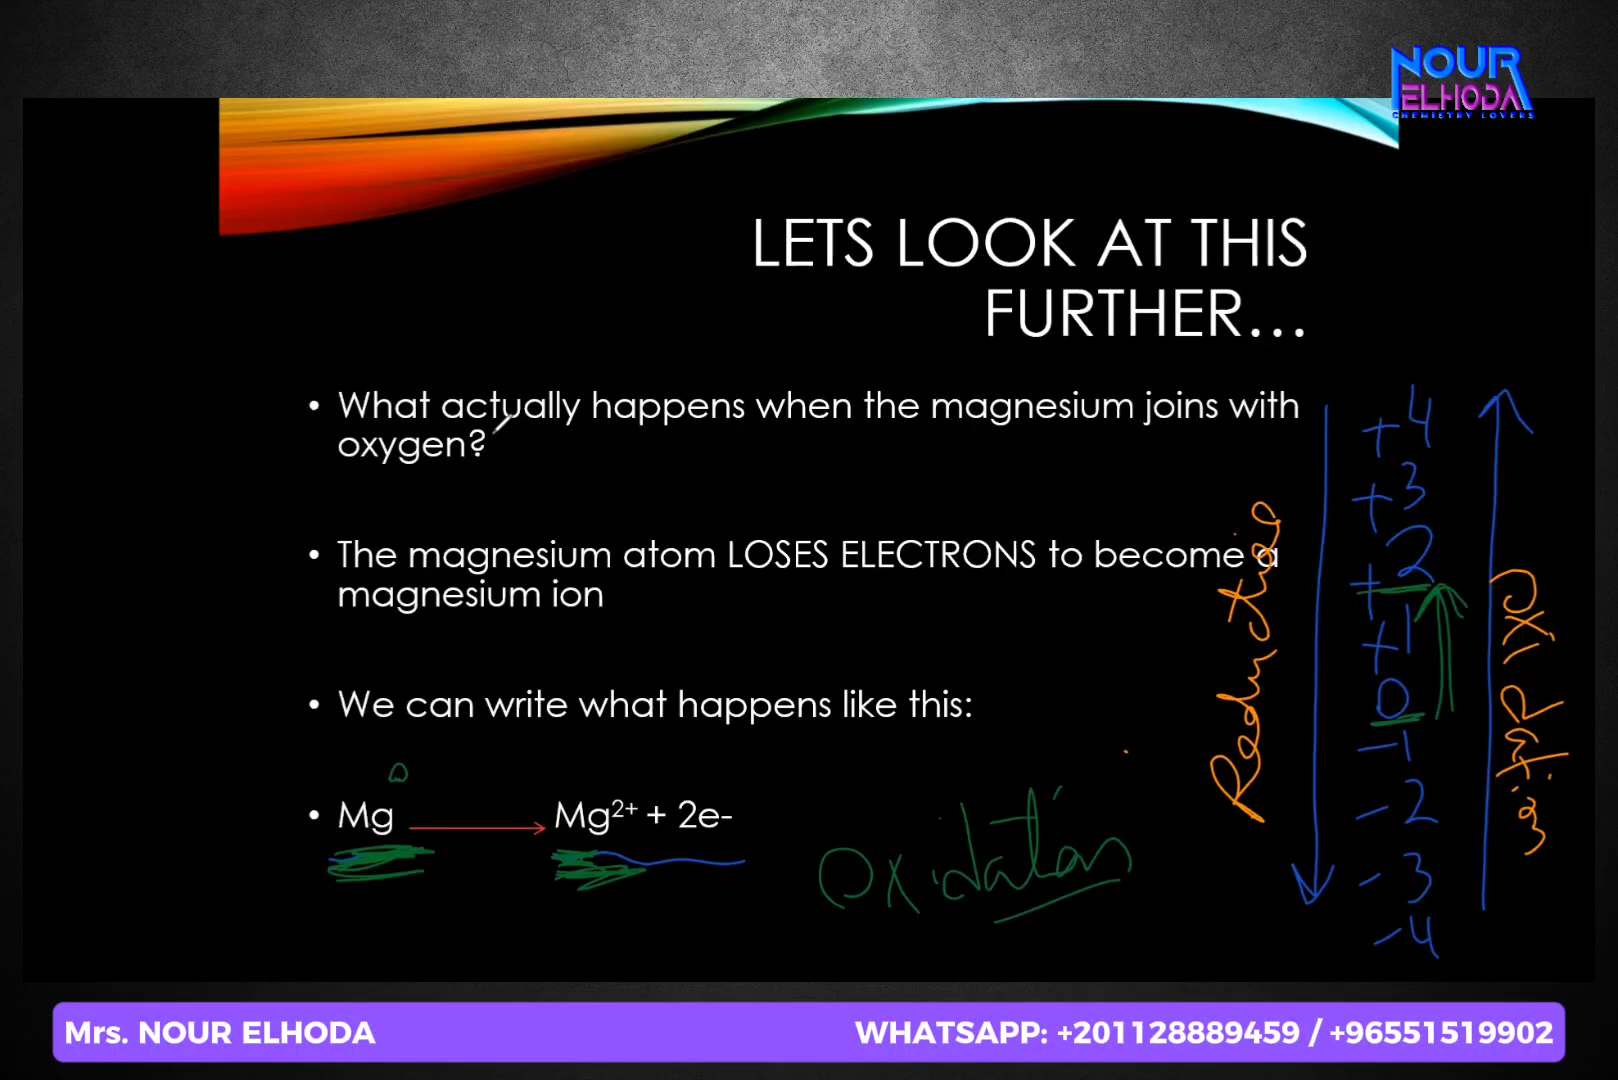 NOUR
ELHODA
CHEMISTRY LOVERS
LETS LOOK AT THIS
FURTHER...
• What actually happens when the magnesium joins with
oxygen?
• The magnesium atom LOSES ELECTRONS to become a
magnesium ion
• We can write what happens like this:
0
• Mg → Mg²⁺ + 2e-
Oxidation
Reduction
+4
+3
+2
+1
0
-1
-2
-3
-4
Oxidation
Mrs. NOUR ELHODA
WHATSAPP: +201128889459 / +96551519902